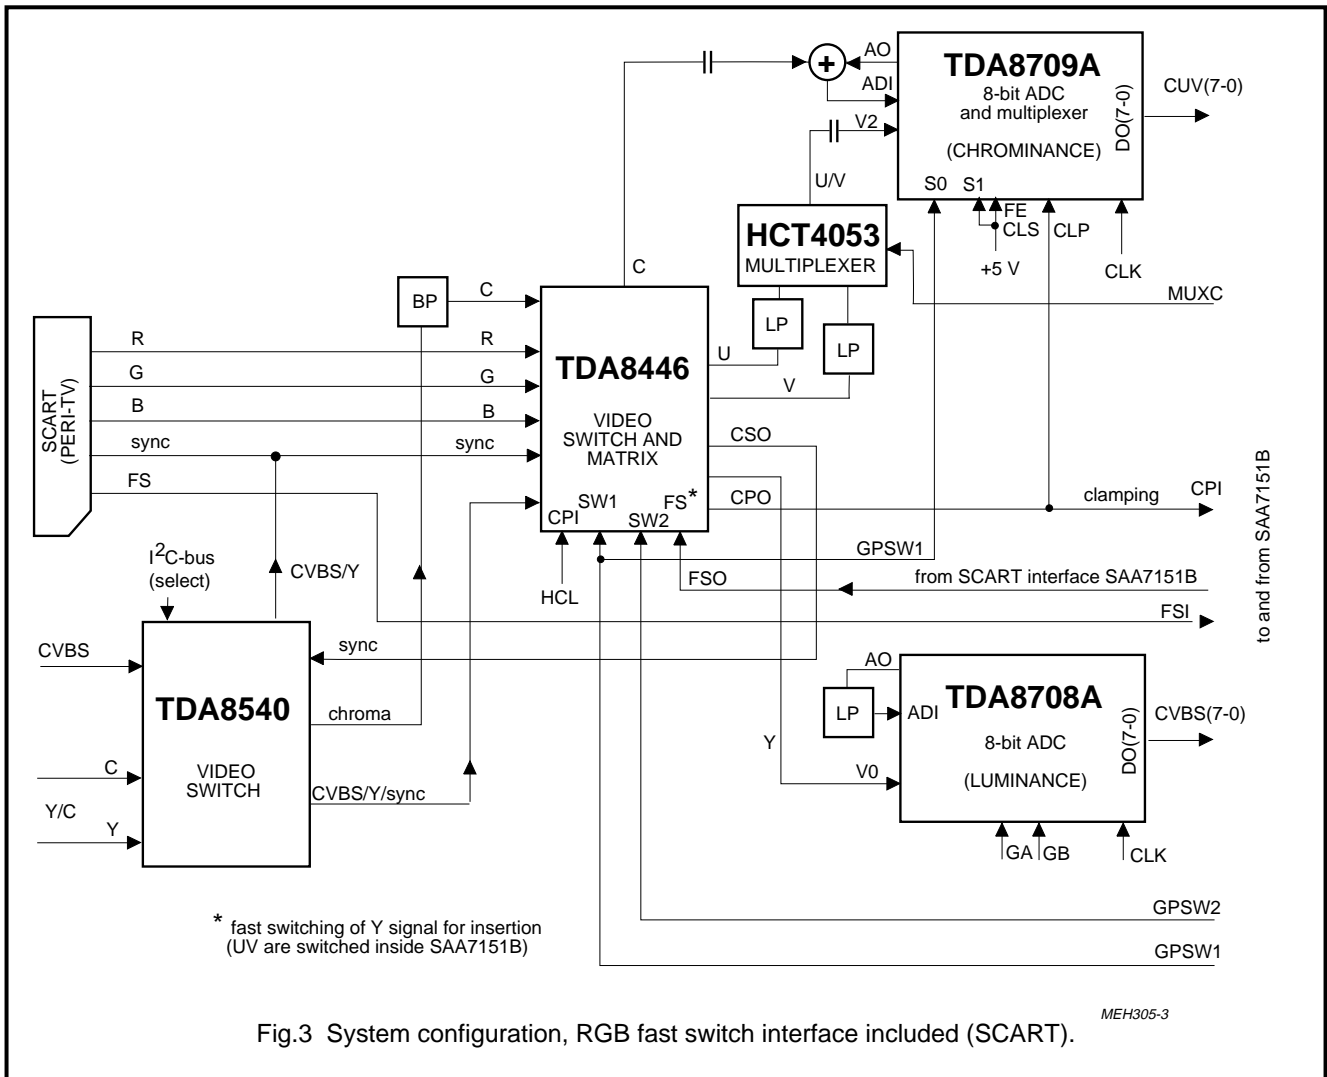 AO
ADI
V2
TDA8709A
8-bit ADC
and multiplexer
(CHROMINANCE)
DO(7-0)
CUV(7-0)
S0
S1
FE
CLS
CLP
+5 V
CLK
U/V
HCT4053
MULTIPLEXER
MUXC
C
BP
C
LP
LP
SCART
(PERI-TV)
R
R
G
G
B
B
sync
sync
FS
TDA8446
VIDEO
SWITCH AND
MATRIX
U
V
CSO
CPO
CPI
SW1
SW2
FS*
clamping
CPI
GPSW1
HCL
FSO
from SCART interface SAA7151B
FSI
to and from SAA7151B
I2C-bus
(select)
CVBS/Y
CVBS
sync
TDA8540
VIDEO
SWITCH
chroma
CVBS/Y/sync
C
Y/C
Y
AO
LP
ADI
TDA8708A
8-bit ADC
(LUMINANCE)
DO(7-0)
CVBS(7-0)
Y
V0
GA
GB
CLK
GPSW2
GPSW1
* fast switching of Y signal for insertion
(UV are switched inside SAA7151B)
MEH305-3
Fig.3 System configuration, RGB fast switch interface included (SCART).